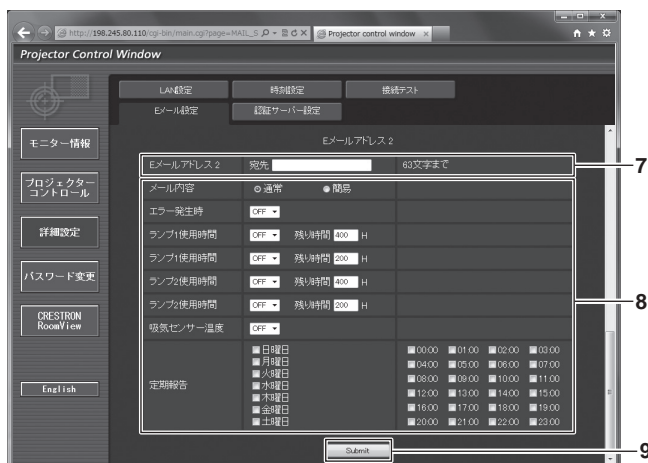 http://198.245.80.110/cgi-bin/main.cgi?page=MAIL_S
Projector control window
Projector Control Window
LAN設定 時刻設定 接続テスト
Eメール設定 認証サーバー設定
モニター情報
プロジェクター
コントロール
詳細設定
パスワード変更
CRESTRON
RoomView
English
Eメールアドレス 2
Eメールアドレス 2 宛先 63文字まで
7
メール内容 通常 簡易
エラー発生時 OFF
ランプ1使用時間 OFF 残り時間 400 H
ランプ1使用時間 OFF 残り時間 200 H
ランプ2使用時間 OFF 残り時間 400 H
ランプ2使用時間 OFF 残り時間 200 H
8
吸気センサー温度 OFF
定期報告
日曜日
月曜日
火曜日
水曜日
木曜日
金曜日
土曜日
00:00 01:00 02:00 03:00
04:00 05:00 06:00 07:00
08:00 09:00 10:00 11:00
12:00 13:00 14:00 15:00
16:00 17:00 18:00 19:00
20:00 21:00 22:00 23:00
Submit
9